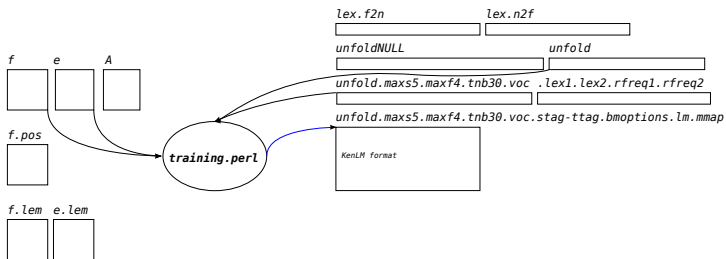 lex.f2n lex.n2f
unfoldNULL unfold
f e A
unfold.maxs5.maxf4.tnb30.voc .lex1.lex2.rfreq1.rfreq2
unfold.maxs5.maxf4.tnb30.voc.stag-ttag.bmoptions.lm.mmap
f.pos
training.perl
KenLM format
f.lem e.lem